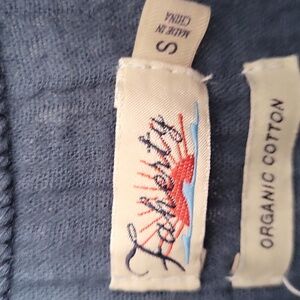 S
MADE IN
CHINA
Faherty
ORGANIC COTTON